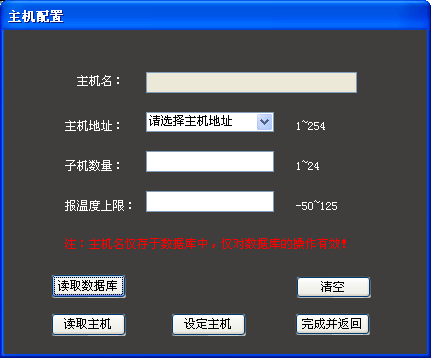 主机配置
主机名：
主机地址： 请选择主机地址 1~254
子机数量： 1~24
报温度上限： -50~125
注：主机名仅存于数据库中，仅对数据库的操作有效！
读取数据库 清空
读取主机 设定主机 完成并返回